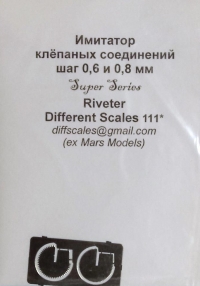 Имитатор
клёпаных соединений
шаг 0,6 и 0,8 мм
Super Series
Riveter
Different Scales 111*
diffscales@gmail.com
(ex Mars Models)